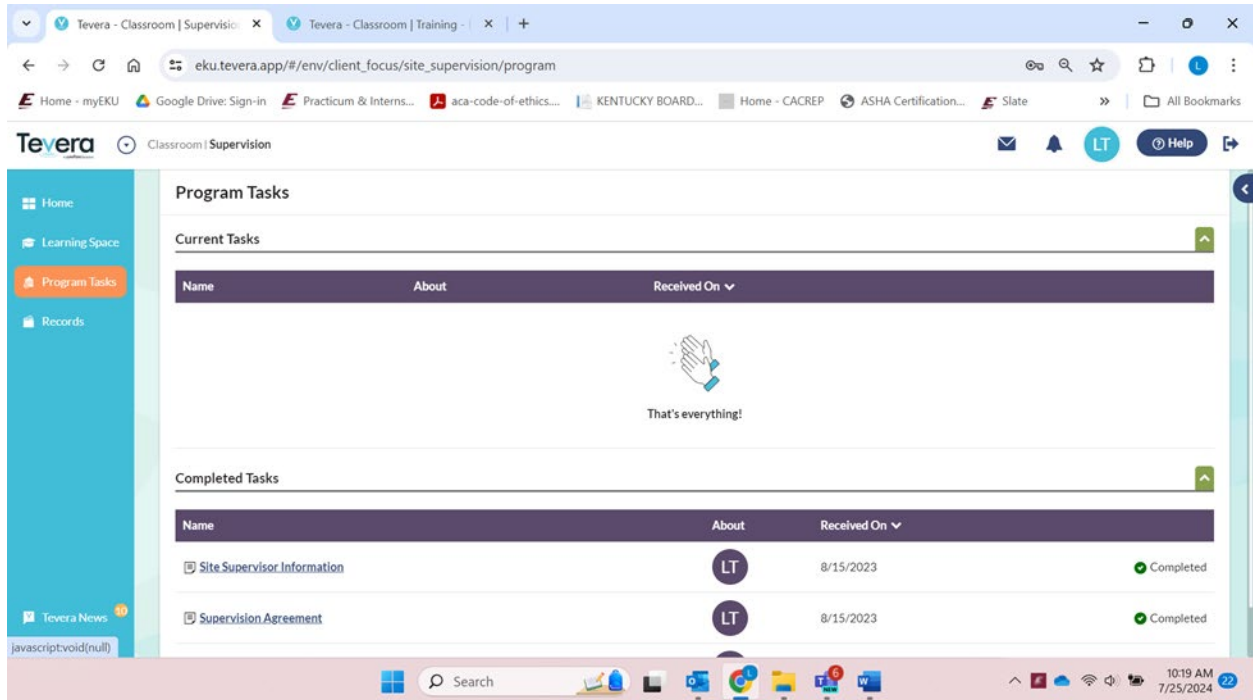 Tevera - Classroom | Supervisio
Tevera - Classroom | Training - (
eku.tevera.app/#/env/client_focus/site_supervision/program
L
Home - myEKU
Google Drive: Sign-in
Practicum & Interns...
aca-code-of-ethics....
KENTUCKY BOARD...
Home - CACREP
ASHA Certification...
Slate
All Bookmarks
Tevera
Classroom | Supervision
LT
Help
Home
Learning Space
Program Tasks
Records
Tevera News
10
javascript:void(null)
Program Tasks
Current Tasks
Name About Received On
That's everything!
Completed Tasks
Name About Received On
Site Supervisor Information LT 8/15/2023 Completed
Supervision Agreement LT 8/15/2023 Completed
Search
6
NEW
10:19 AM
7/25/2024
22